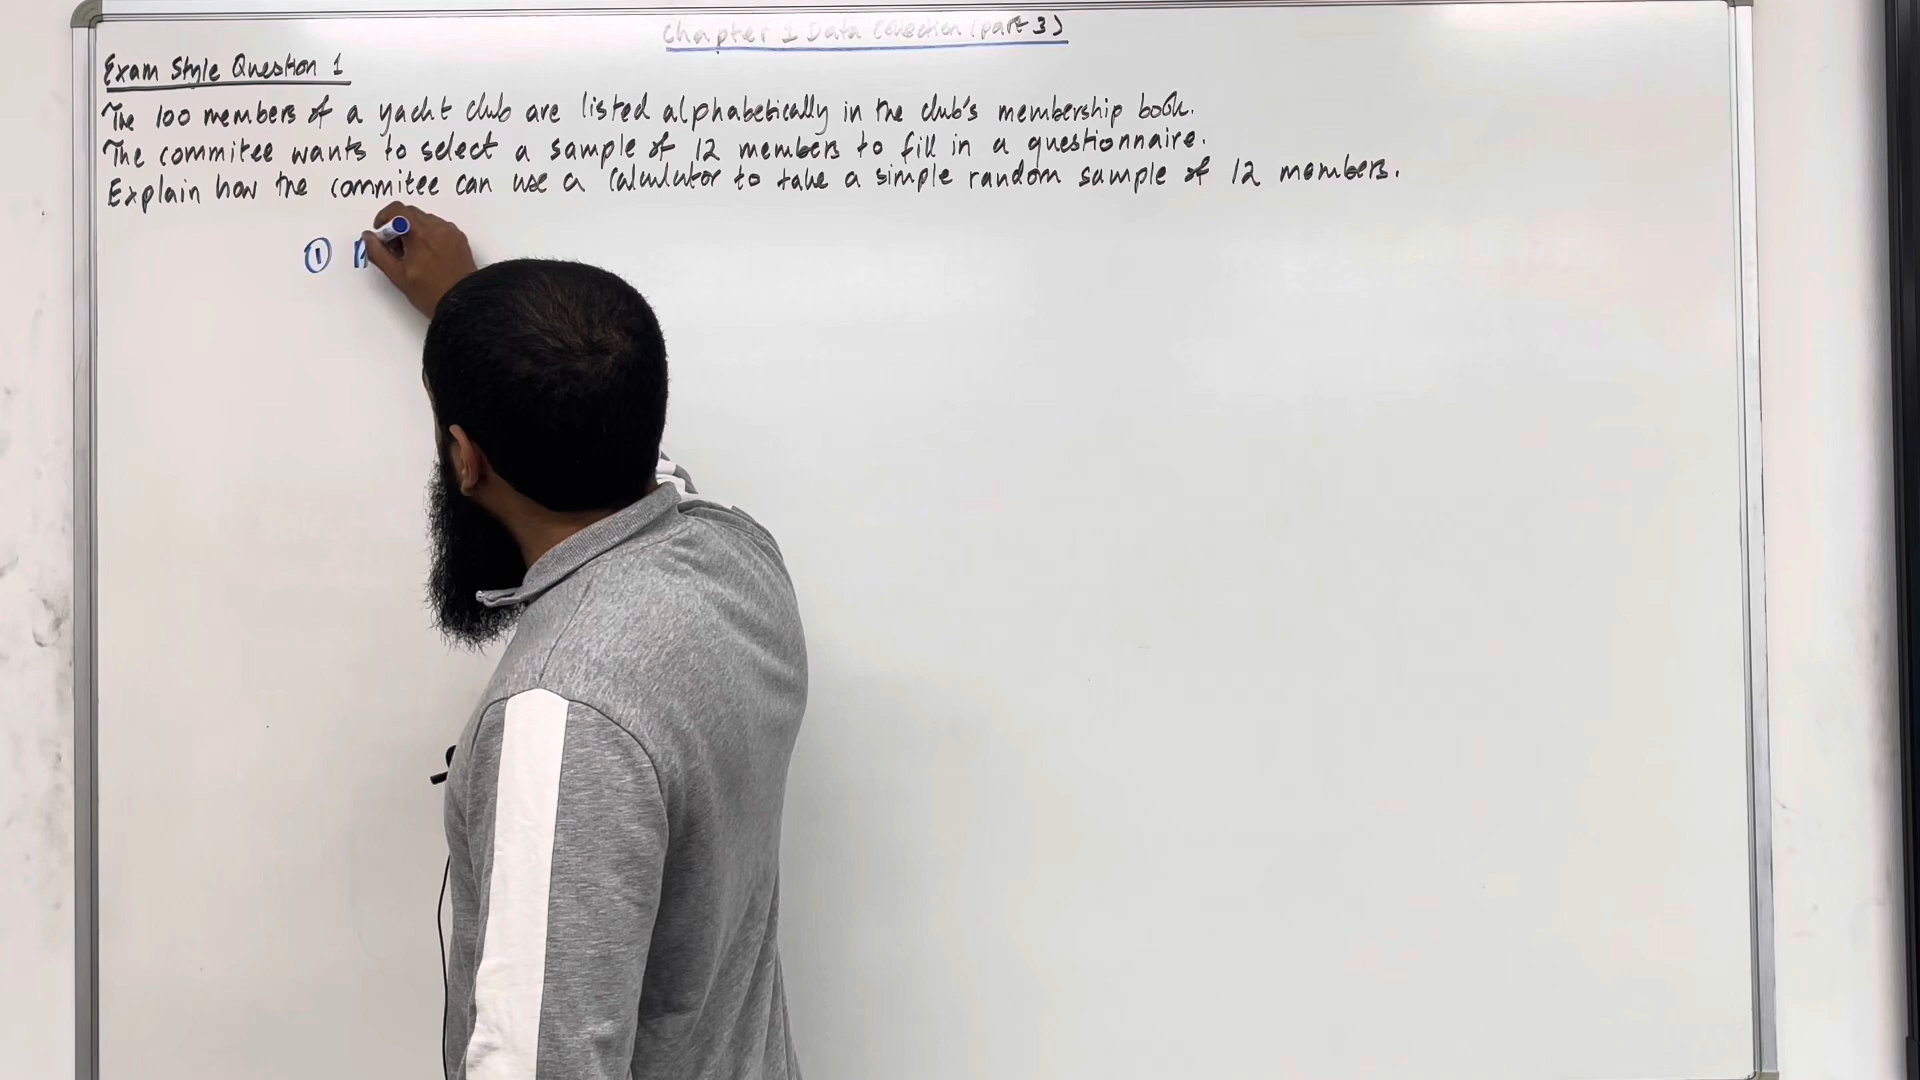 Chapter 1 Data Collection (part 3)
Exam Style Question 1
The 100 members of a yacht club are listed alphabetically in the club's membership book.
The commitee wants to select a sample of 12 members to fill in a questionnaire.
Explain how the commitee can use a calculator to take a simple random sample of 12 members.
①